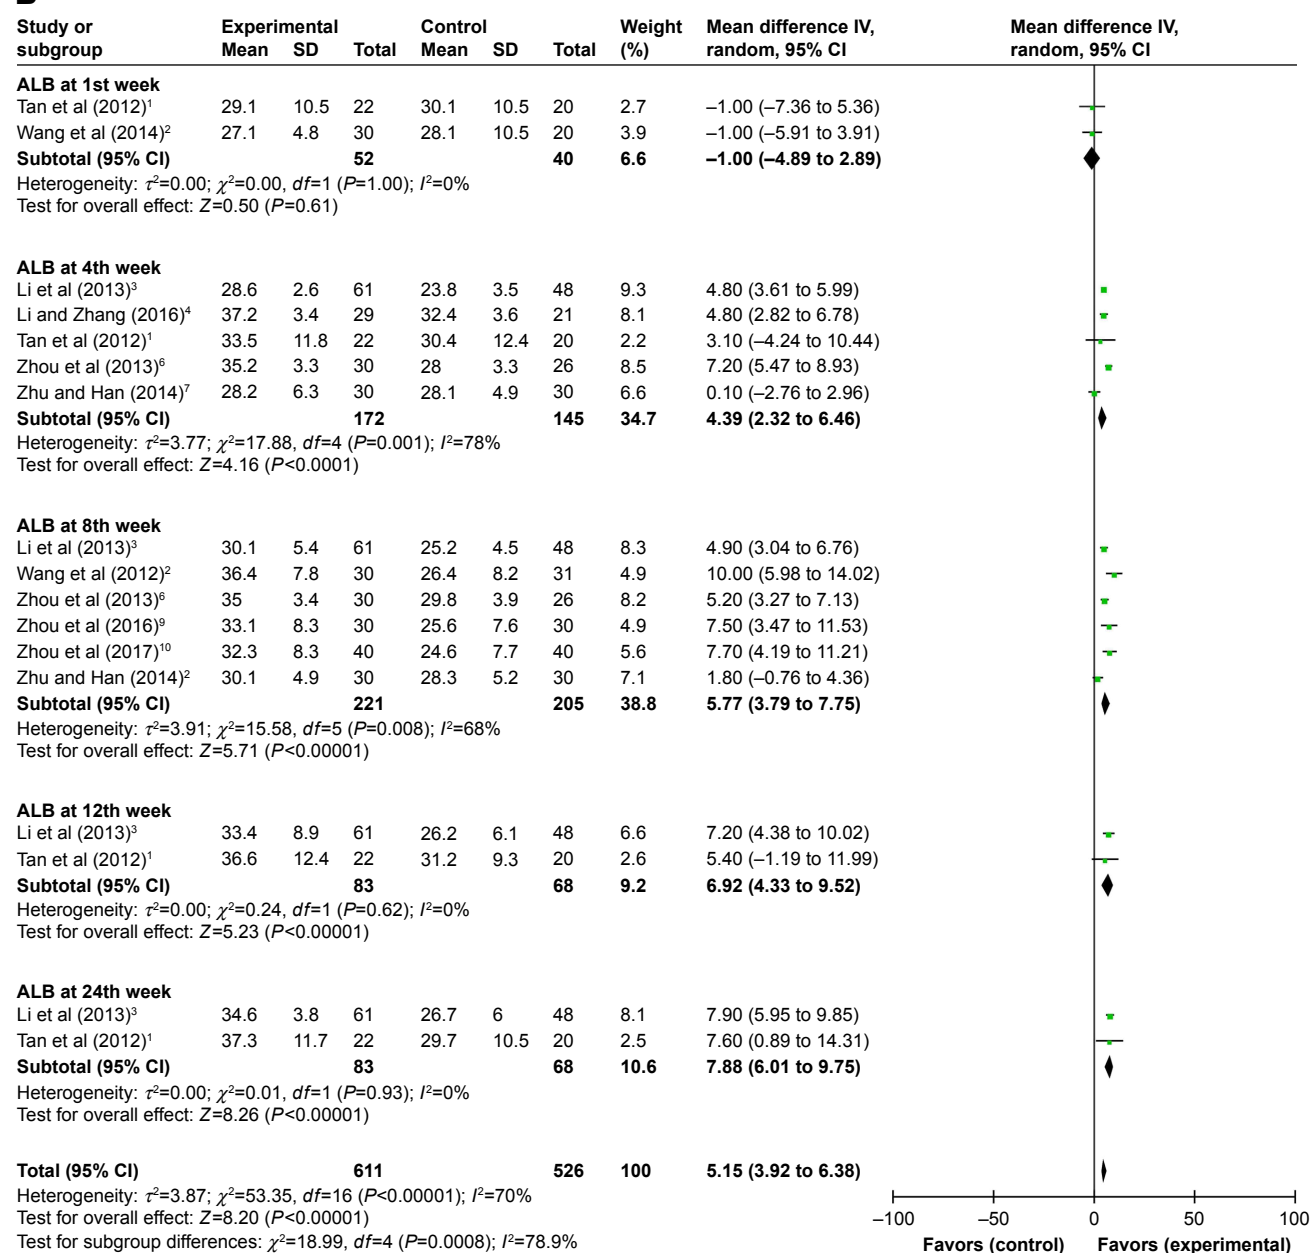 B
Study or Experimental Control Weight Mean difference IV, Mean difference IV,
subgroup Mean SD Total Mean SD Total (%) random, 95% CI random, 95% CI
ALB at 1st week
Tan et al (2012)¹ 29.1 10.5 22 30.1 10.5 20 2.7 –1.00 (–7.36 to 5.36)
Wang et al (2014)² 27.1 4.8 30 28.1 10.5 20 3.9 –1.00 (–5.91 to 3.91)
Subtotal (95% CI) 52 40 6.6 –1.00 (–4.89 to 2.89)
Heterogeneity: τ²=0.00; χ²=0.00, df=1 (P=1.00); I²=0%
Test for overall effect: Z=0.50 (P=0.61)
ALB at 4th week
Li et al (2013)³ 28.6 2.6 61 23.8 3.5 48 9.3 4.80 (3.61 to 5.99)
Li and Zhang (2016)⁴ 37.2 3.4 29 32.4 3.6 21 8.1 4.80 (2.82 to 6.78)
Tan et al (2012)¹ 33.5 11.8 22 30.4 12.4 20 2.2 3.10 (–4.24 to 10.44)
Zhou et al (2013)⁶ 35.2 3.3 30 28 3.3 26 8.5 7.20 (5.47 to 8.93)
Zhu and Han (2014)⁷ 28.2 6.3 30 28.1 4.9 30 6.6 0.10 (–2.76 to 2.96)
Subtotal (95% CI) 172 145 34.7 4.39 (2.32 to 6.46)
Heterogeneity: τ²=3.77; χ²=17.88, df=4 (P=0.001); I²=78%
Test for overall effect: Z=4.16 (P<0.0001)
ALB at 8th week
Li et al (2013)³ 30.1 5.4 61 25.2 4.5 48 8.3 4.90 (3.04 to 6.76)
Wang et al (2012)² 36.4 7.8 30 26.4 8.2 31 4.9 10.00 (5.98 to 14.02)
Zhou et al (2013)⁶ 35 3.4 30 29.8 3.9 26 8.2 5.20 (3.27 to 7.13)
Zhou et al (2016)⁹ 33.1 8.3 30 25.6 7.6 30 4.9 7.50 (3.47 to 11.53)
Zhou et al (2017)¹⁰ 32.3 8.3 40 24.6 7.7 40 5.6 7.70 (4.19 to 11.21)
Zhu and Han (2014)² 30.1 4.9 30 28.3 5.2 30 7.1 1.80 (–0.76 to 4.36)
Subtotal (95% CI) 221 205 38.8 5.77 (3.79 to 7.75)
Heterogeneity: τ²=3.91; χ²=15.58, df=5 (P=0.008); I²=68%
Test for overall effect: Z=5.71 (P<0.00001)
ALB at 12th week
Li et al (2013)³ 33.4 8.9 61 26.2 6.1 48 6.6 7.20 (4.38 to 10.02)
Tan et al (2012)¹ 36.6 12.4 22 31.2 9.3 20 2.6 5.40 (–1.19 to 11.99)
Subtotal (95% CI) 83 68 9.2 6.92 (4.33 to 9.52)
Heterogeneity: τ²=0.00; χ²=0.24, df=1 (P=0.62); I²=0%
Test for overall effect: Z=5.23 (P<0.00001)
ALB at 24th week
Li et al (2013)³ 34.6 3.8 61 26.7 6 48 8.1 7.90 (5.95 to 9.85)
Tan et al (2012)¹ 37.3 11.7 22 29.7 10.5 20 2.5 7.60 (0.89 to 14.31)
Subtotal (95% CI) 83 68 10.6 7.88 (6.01 to 9.75)
Heterogeneity: τ²=0.00; χ²=0.01, df=1 (P=0.93); I²=0%
Test for overall effect: Z=8.26 (P<0.00001)
Total (95% CI) 611 526 100 5.15 (3.92 to 6.38)
Heterogeneity: τ²=3.87; χ²=53.35, df=16 (P<0.00001); I²=70%
Test for overall effect: Z=8.20 (P<0.00001)
Test for subgroup differences: χ²=18.99, df=4 (P=0.0008); I²=78.9%
–100 –50 0 50 100
Favors (control) Favors (experimental)